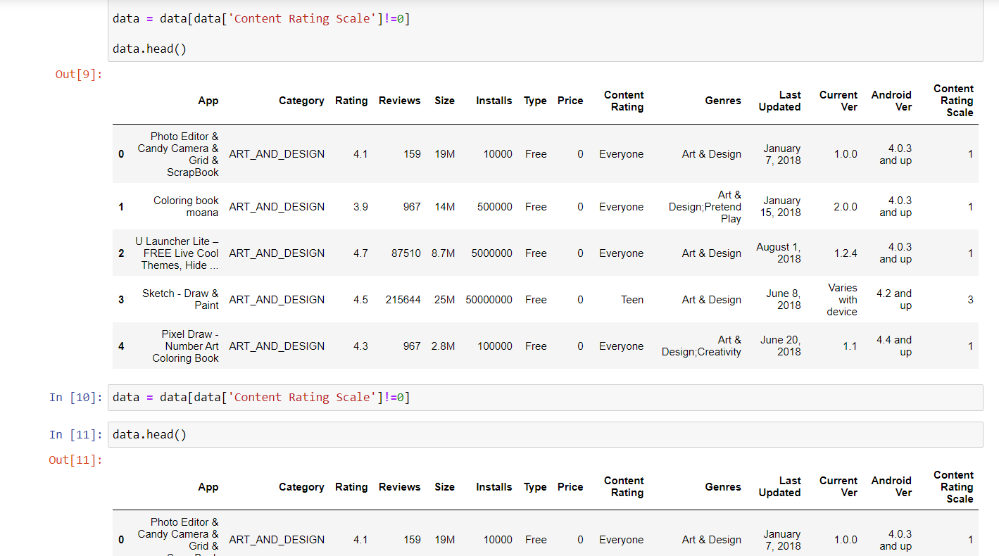 data = data[data['Content Rating Scale']!=0]
data.head()
Out[9]:
App Category Rating Reviews Size Installs Type Price Content Rating Genres Last Updated Current Ver Android Ver Content Rating Scale
0 Photo Editor & Candy Camera & Grid & ScrapBook ART_AND_DESIGN 4.1 159 19M 10000 Free 0 Everyone Art & Design January 7, 2018 1.0.0 4.0.3 and up 1
1 Coloring book moana ART_AND_DESIGN 3.9 967 14M 500000 Free 0 Everyone Art & Design;Pretend Play January 15, 2018 2.0.0 4.0.3 and up 1
2 U Launcher Lite – FREE Live Cool Themes, Hide ... ART_AND_DESIGN 4.7 87510 8.7M 5000000 Free 0 Everyone Art & Design August 1, 2018 1.2.4 4.0.3 and up 1
3 Sketch - Draw & Paint ART_AND_DESIGN 4.5 215644 25M 50000000 Free 0 Teen Art & Design June 8, 2018 Varies with device 4.2 and up 3
4 Pixel Draw - Number Art Coloring Book ART_AND_DESIGN 4.3 967 2.8M 100000 Free 0 Everyone Art & Design;Creativity June 20, 2018 1.1 4.4 and up 1
In [10]: data = data[data['Content Rating Scale']!=0]
In [11]: data.head()
Out[11]:
App Category Rating Reviews Size Installs Type Price Content Rating Genres Last Updated Current Ver Android Ver Content Rating Scale
0 Photo Editor & Candy Camera & Grid & ART_AND_DESIGN 4.1 159 19M 10000 Free 0 Everyone Art & Design January 7, 2018 1.0.0 4.0.3 and up 1